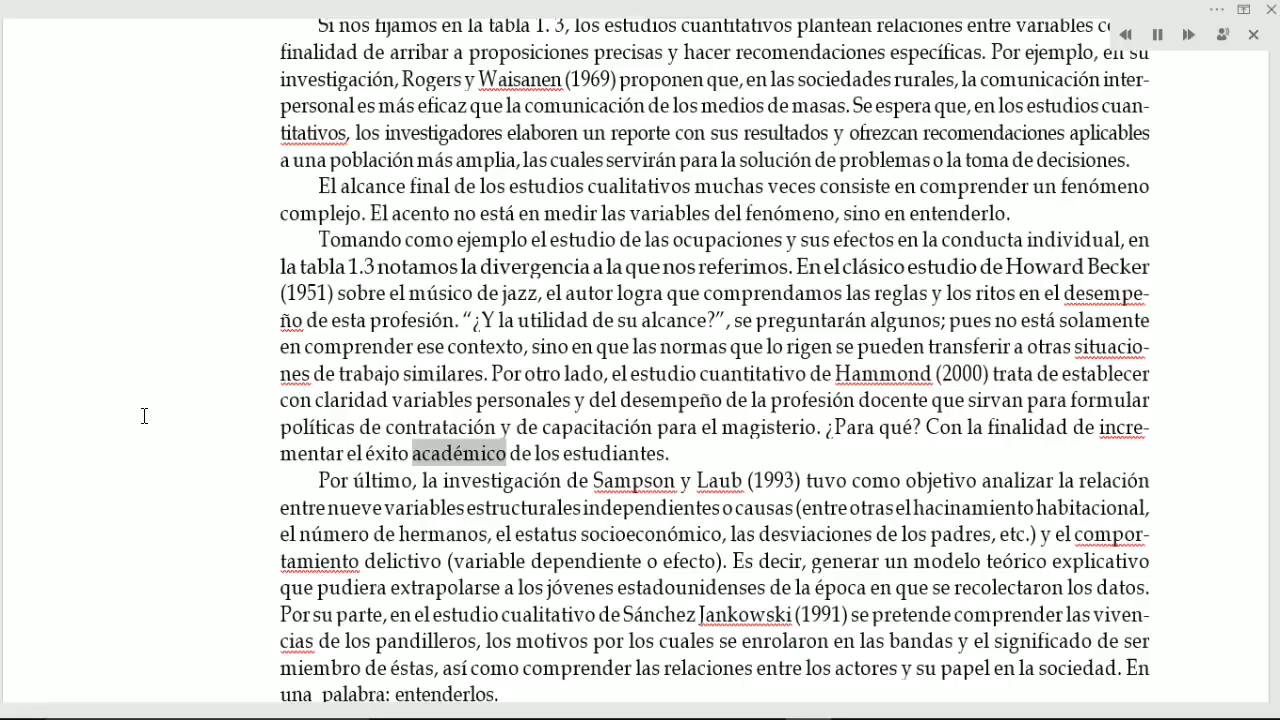 Si nos fijamos en la tabla 1. 3, los estudios cuantitativos plantean relaciones entre variables
finalidad de arribar a proposiciones precisas y hacer recomendaciones específicas. Por ejemplo, en su
investigación, Rogers y Waisanen (1969) proponen que, en las sociedades rurales, la comunicación inter-
personal es más eficaz que la comunicación de los medios de masas. Se espera que, en los estudios cuan-
titativos, los investigadores elaboren un reporte con sus resultados y ofrezcan recomendaciones aplicables
a una población más amplia, las cuales servirán para la solución de problemas o la toma de decisiones.
El alcance final de los estudios cualitativos muchas veces consiste en comprender un fenómeno
complejo. El acento no está en medir las variables del fenómeno, sino en entenderlo.
Tomando como ejemplo el estudio de las ocupaciones y sus efectos en la conducta individual, en
la tabla 1.3 notamos la divergencia a la que nos referimos. En el clásico estudio de Howard Becker
(1951) sobre el músico de jazz, el autor logra que comprendamos las reglas y los ritos en el desempe-
ño de esta profesión. “¿Y la utilidad de su alcance?”, se preguntarán algunos; pues no está solamente
en comprender ese contexto, sino en que las normas que lo rigen se pueden transferir a otras situacio-
nes de trabajo similares. Por otro lado, el estudio cuantitativo de Hammond (2000) trata de establecer
con claridad variables personales y del desempeño de la profesión docente que sirvan para formular
políticas de contratación y de capacitación para el magisterio. ¿Para qué? Con la finalidad de incre-
mentar el éxito académico de los estudiantes.
Por último, la investigación de Sampson y Laub (1993) tuvo como objetivo analizar la relación
entre nueve variables estructurales independientes o causas (entre otras el hacinamiento habitacional,
el número de hermanos, el estatus socioeconómico, las desviaciones de los padres, etc.) y el compor-
tamiento delictivo (variable dependiente o efecto). Es decir, generar un modelo teórico explicativo
que pudiera extrapolarse a los jóvenes estadounidenses de la época en que se recolectaron los datos.
Por su parte, en el estudio cualitativo de Sánchez Jankowski (1991) se pretende comprender las viven-
cias de los pandilleros, los motivos por los cuales se enrolaron en las bandas y el significado de ser
miembro de éstas, así como comprender las relaciones entre los actores y su papel en la sociedad. En
una palabra: entenderlos.